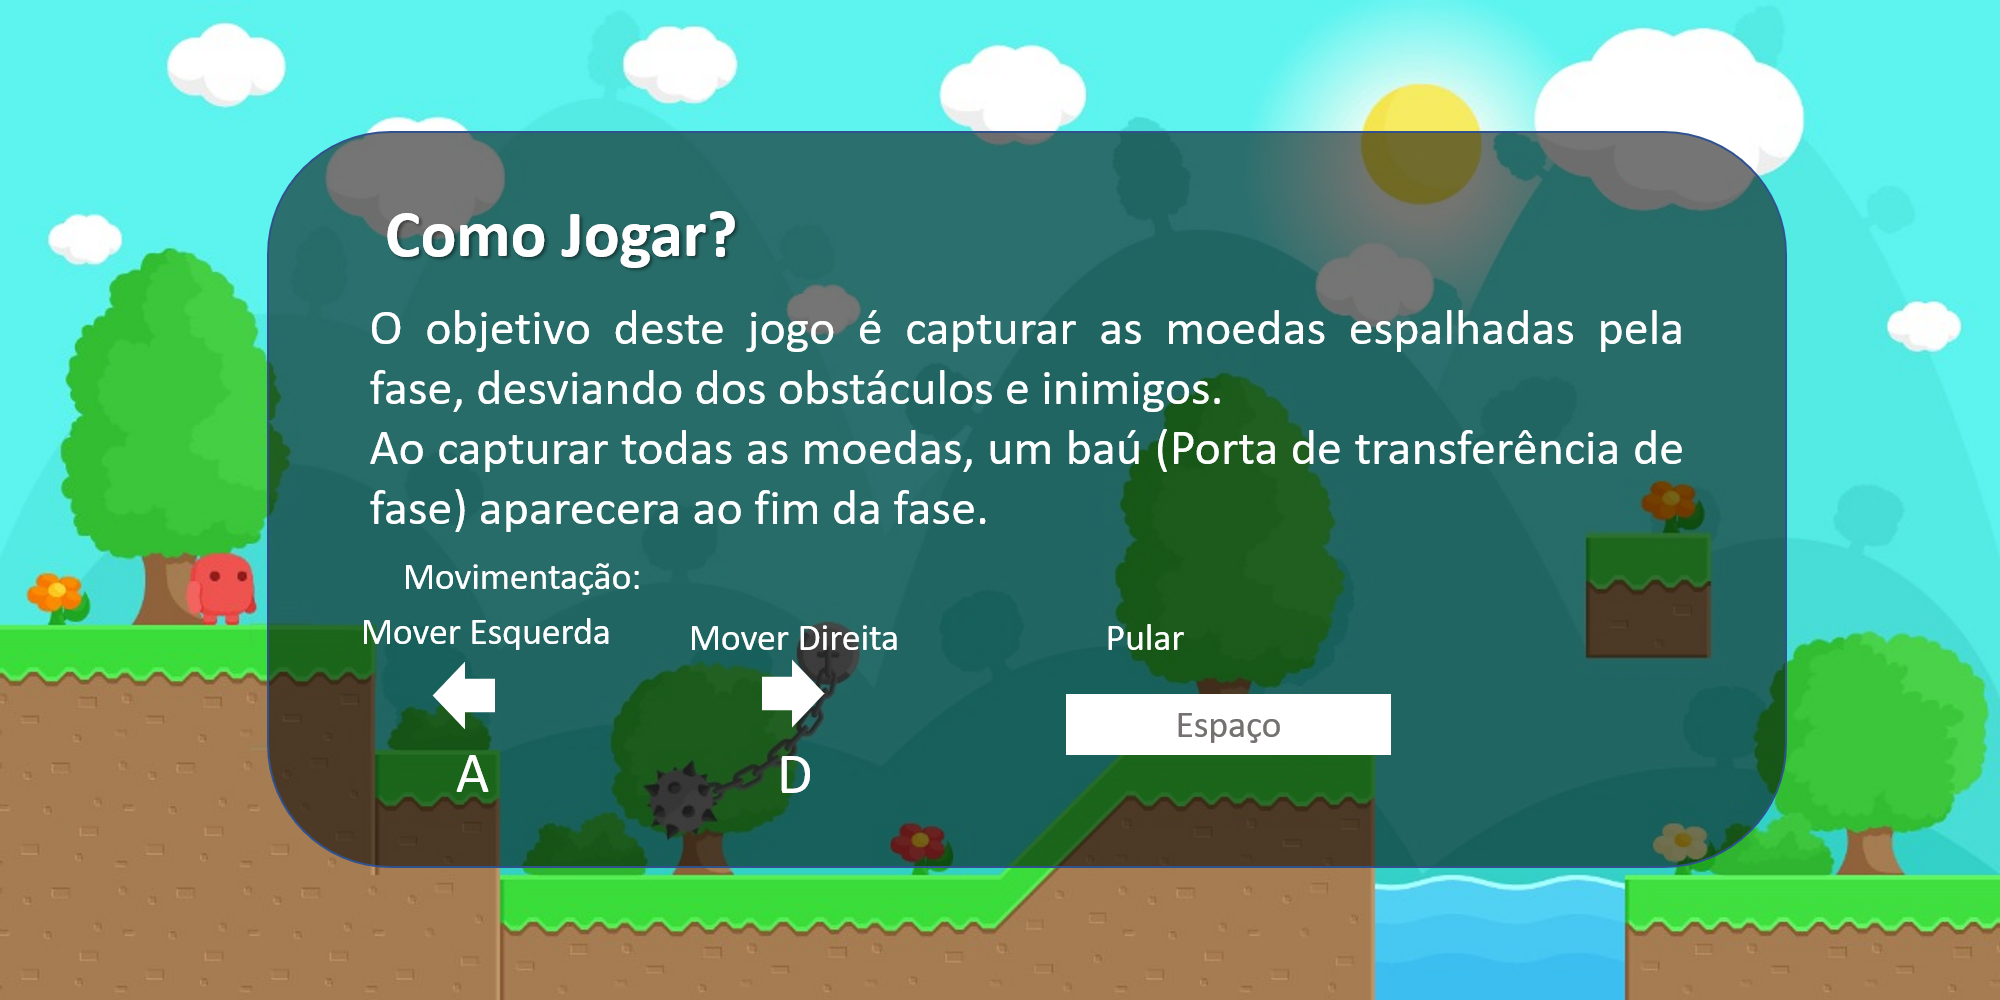 Como Jogar?
O objetivo deste jogo é capturar as moedas espalhadas pela
fase, desviando dos obstáculos e inimigos.
Ao capturar todas as moedas, um baú (Porta de transferência de
fase) aparecera ao fim da fase.
Movimentação:
Mover Esquerda
Mover Direita
Pular
Espaço
A
D